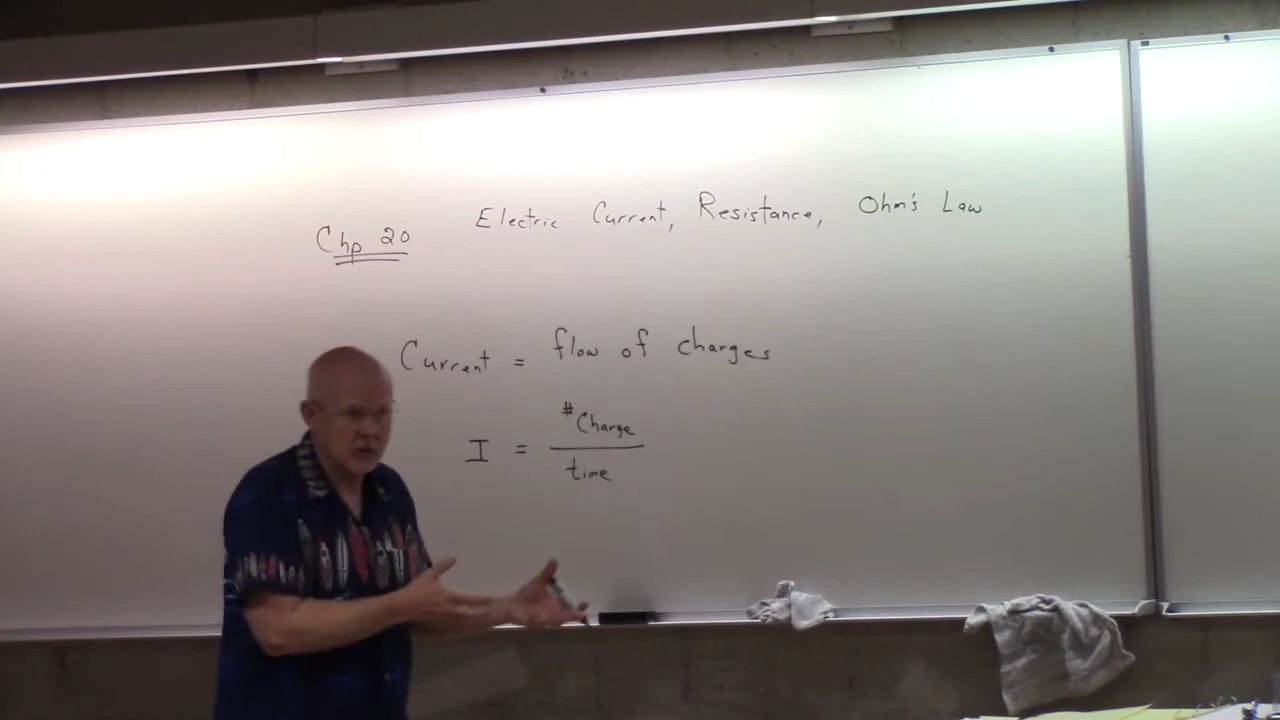 Chp 20 Electric Current, Resistance, Ohm's Law
Current = flow of charges
I = #Charge
time